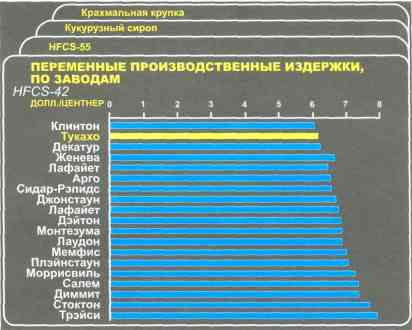 Крахмальная крупка
Кукурузный сироп
HFCS-55
ПЕРЕМЕННЫЕ ПРОИЗВОДСТВЕННЫЕ ИЗДЕРЖКИ,
ПО ЗАВОДАМ
HFCS-42
ДОЛЛ./ЦЕНТНЕР 0 1 2 3 4 5 6 7 8
Клинтон
Тукахо
Декатур
Женева
Лафайет
Арго
Сидар-Рэпидс
Джонстаун
Лафайет
Дэйтон
Монтезума
Лаудон
Мемфис
Плэйнстаун
Моррисвиль
Салем
Диммит
Стоктон
Трэйси